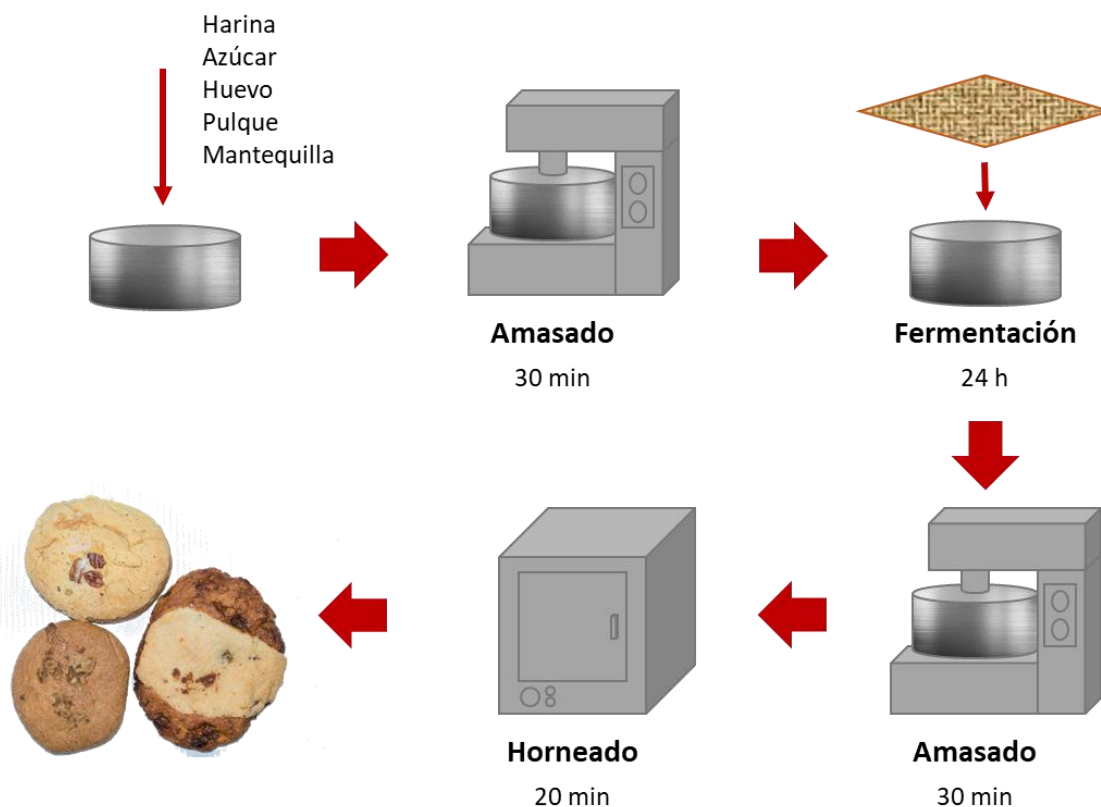 Harina
Azúcar
Huevo
Pulque
Mantequilla
Amasado
30 min
Fermentación
24 h
Horneado
20 min
Amasado
30 min